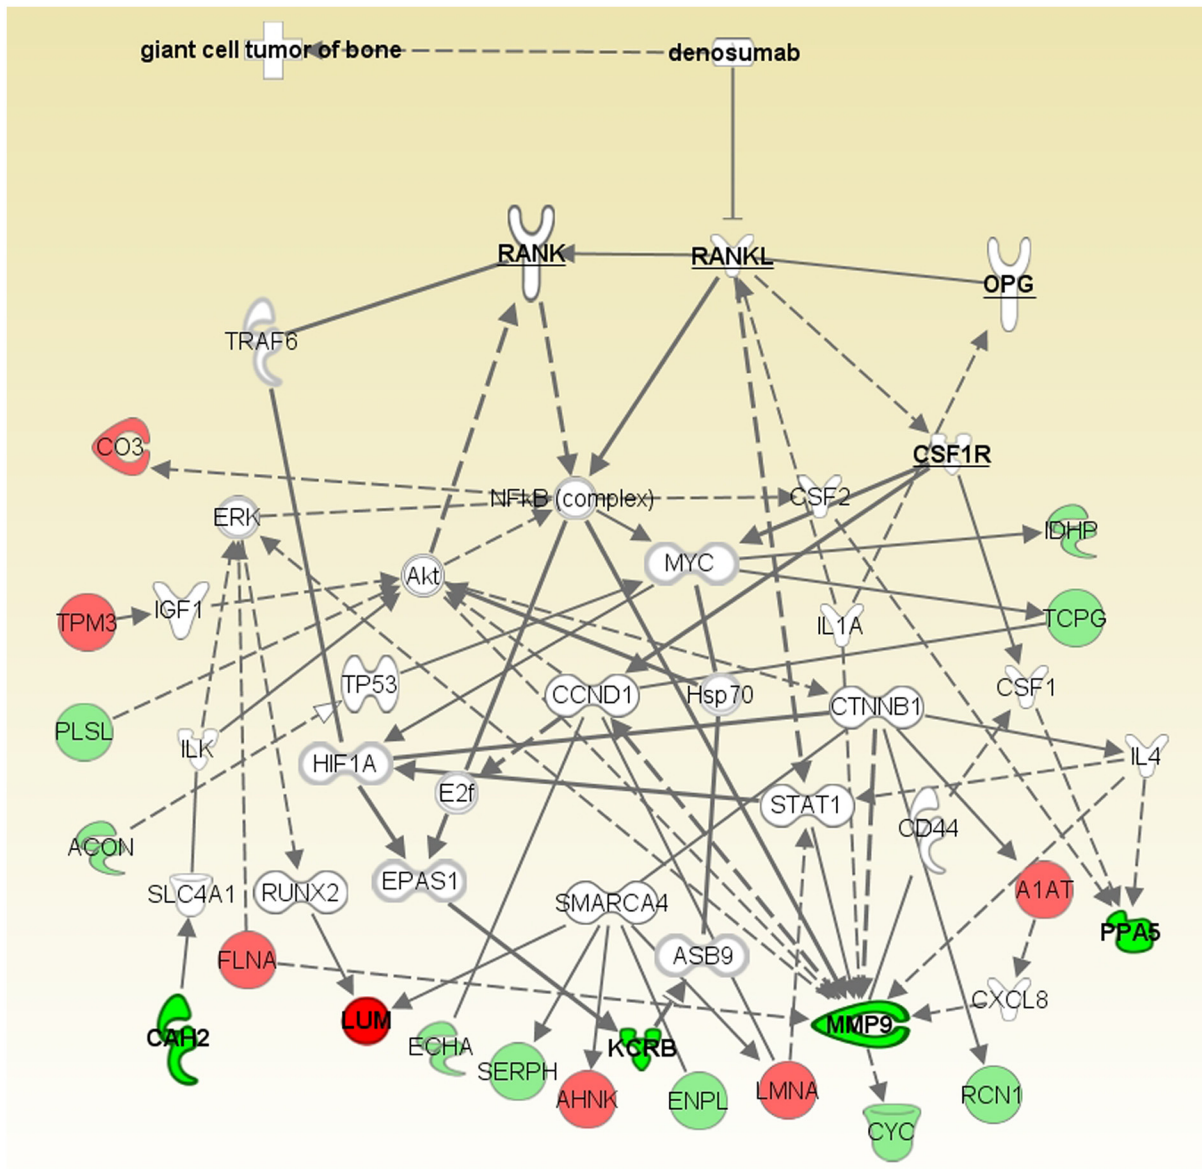 giant cell tumor of bone
denosumab
RANK
RANKL
OPG
TRAF6
CO3
CSF1R
NFkB (complex)
CSF2
ERK
IDHP
MYC
Akt
TPM3
IGF1
IL1A
TCPG
TP53
CCND1
Hsp70
CSF1
CTNNB1
PLSL
ILK
IL4
HIF1A
E2f
STAT1
CD44
ACON
SLC4A1
RUNX2
EPAS1
SMARCA4
A1AT
PPA5
FLNA
ASB9
CXCL8
LUM
MMP9
CAH2
ECHA
KCRB
SERPH
AHNK
ENPL
LMNA
RCN1
CYC